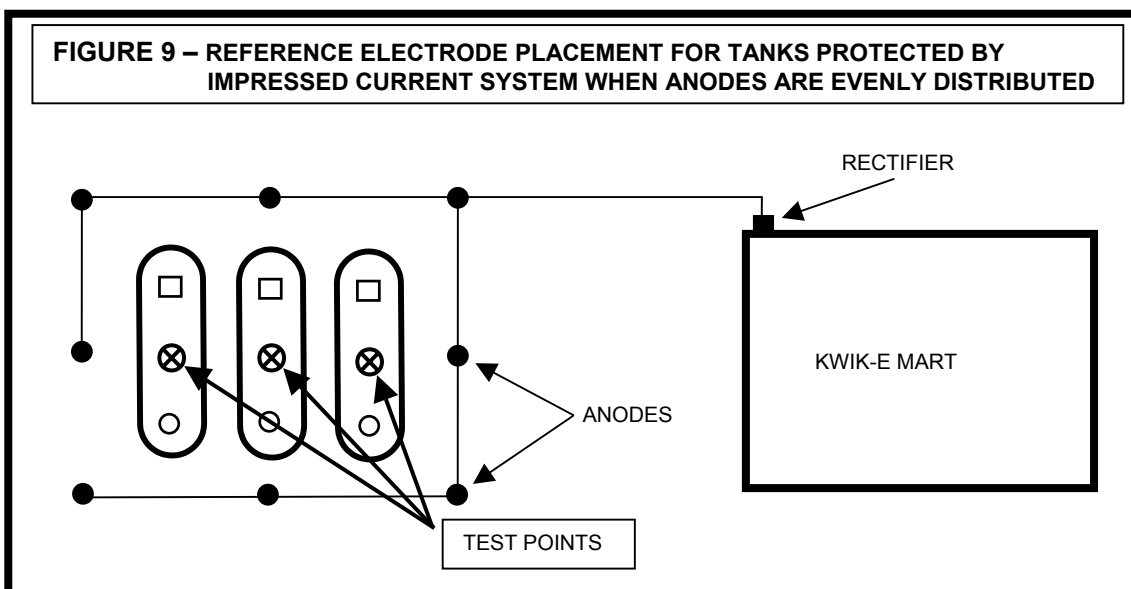 FIGURE 9 – REFERENCE ELECTRODE PLACEMENT FOR TANKS PROTECTED BY
IMPRESSED CURRENT SYSTEM WHEN ANODES ARE EVENLY DISTRIBUTED
RECTIFIER
KWIK-E MART
ANODES
TEST POINTS